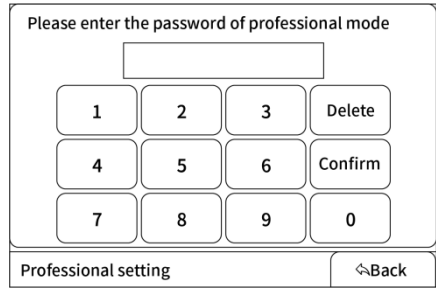 Please enter the password of professional mode
1 2 3 Delete
4 5 6 Confirm
7 8 9 0
Professional setting Back